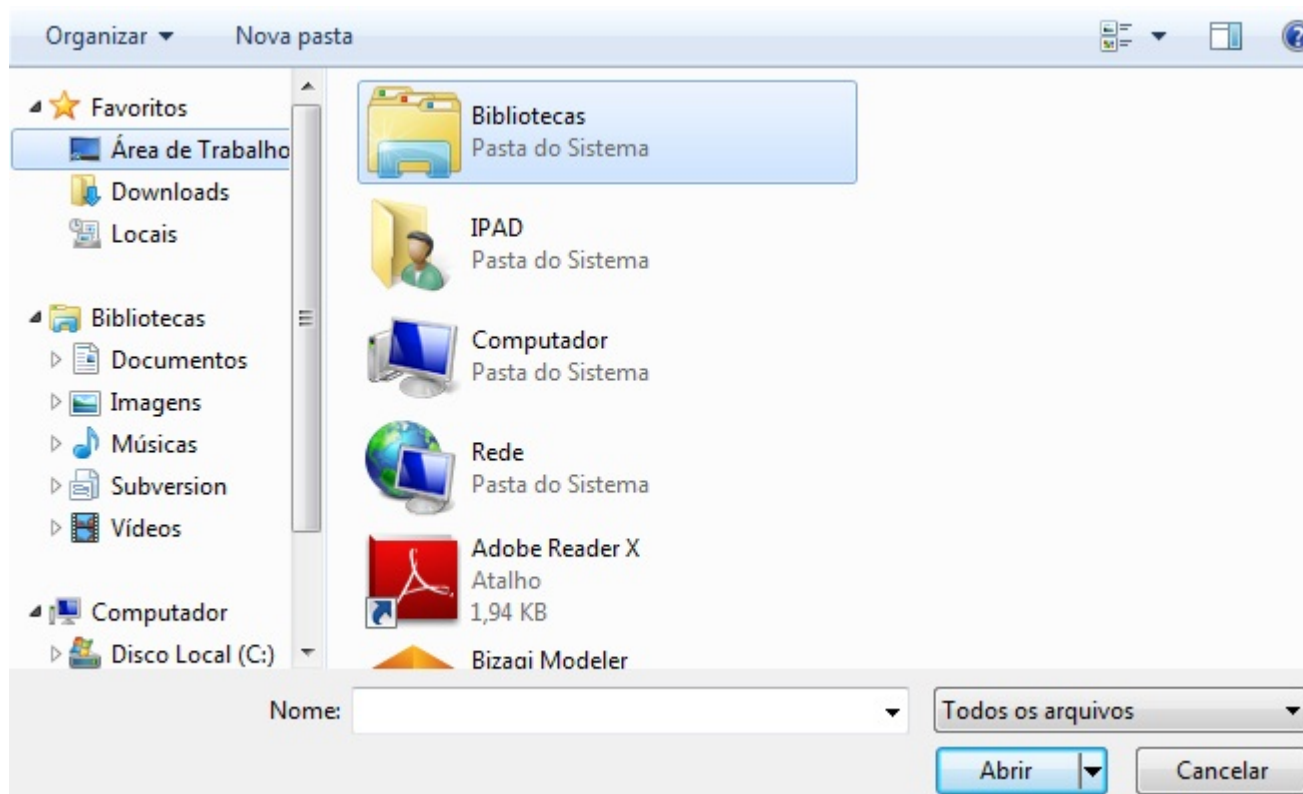 Organizar Nova pasta
Favoritos
Área de Trabalho
Downloads
Locais
Bibliotecas
Documentos
Imagens
Músicas
Subversion
Vídeos
Computador
Disco Local (C:)
Bibliotecas
Pasta do Sistema
IPAD
Pasta do Sistema
Computador
Pasta do Sistema
Rede
Pasta do Sistema
Adobe Reader X
Atalho
1,94 KB
Bizagi Modeler
Nome: Todos os arquivos
Abrir Cancelar